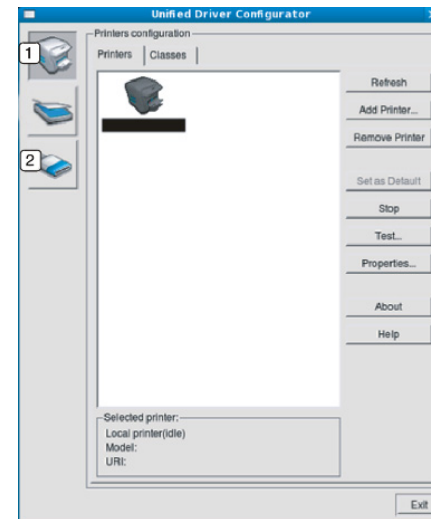 Unified Driver Configurator
Printers configuration
1
Printers
Classes
Refresh
Add Printer...
Remove Printer
2
Set as Default
Stop
Test...
Properties...
About
Help
Selected printer:
Local printer(idle)
Model:
URI:
Exit